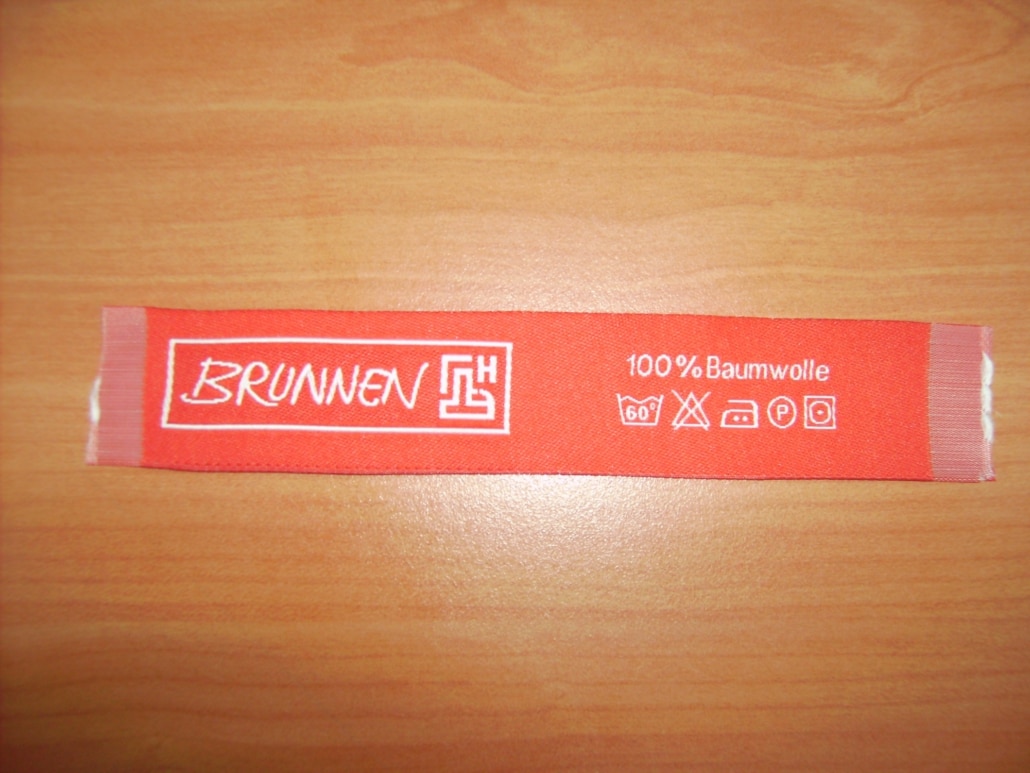 BRUNNEN
H
100% Baumwolle
60° P